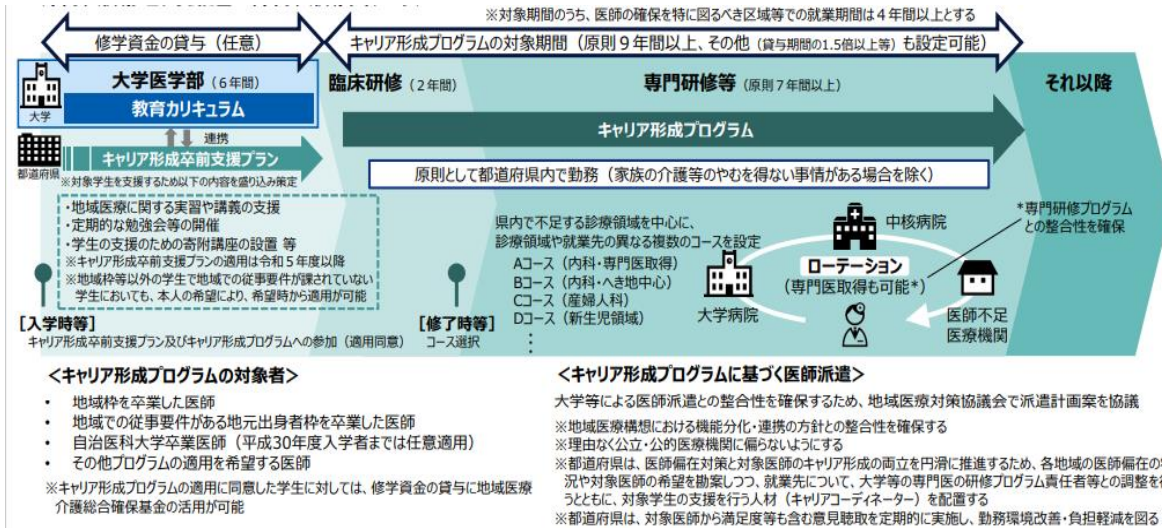 ※対象期間のうち、医師の確保を特に図るべき区域等での就業期間は4年間以上とする
修学資金の貸与（任意）
キャリア形成プログラムの対象期間（原則9年間以上、その他（貸与期間の1.5倍以上等）も設定可能）
大学
大学医学部（6年間）
教育カリキュラム
臨床研修（2年間）
専門研修等（原則7年間以上）
それ以降
連携
キャリア形成プログラム
都道府県
キャリア形成卒前支援プラン
※対象学生を支援するため以下の内容を盛り込み策定
原則として都道府県内で勤務（家族の介護等のやむを得ない事情がある場合を除く）
・地域医療に関する実習や講義の支援
・定期的な勉強会等の開催
・学生の支援のための寄附講座の設置 等
※キャリア形成卒前支援プランの適用は令和5年度以降
※地域枠等以外の学生で地域での従事要件が課されていない
学生においても、本人の希望により、希望時から適用が可能
県内で不足する診療領域を中心に、
診療領域や就業先の異なる複数のコースを設定
Aコース（内科・専門医取得）
Bコース（内科・へき地中心）
Cコース（産婦人科）
Dコース（新生児領域）
⋮
中核病院
*専門研修プログラム
との整合性を確保
ローテーション
（専門医取得も可能*）
大学病院
医師不足
医療機関
[入学時等]
キャリア形成卒前支援プラン及びキャリア形成プログラムへの参加（適用同意）
[修了時等]
コース選択
＜キャリア形成プログラムの対象者＞
• 地域枠を卒業した医師
• 地域での従事要件がある地元出身者枠を卒業した医師
• 自治医科大学卒業医師（平成30年度入学者までは任意適用）
• その他プログラムの適用を希望する医師
※キャリア形成プログラムの適用に同意した学生に対しては、修学資金の貸与に地域医療
介護総合確保基金の活用が可能
＜キャリア形成プログラムに基づく医師派遣＞
大学等による医師派遣との整合性を確保するため、地域医療対策協議会で派遣計画案を協議
※地域医療構想における機能分化・連携の方針との整合性を確保する
※理由なく公立・公的医療機関に偏らないようにする
※都道府県は、医師偏在対策と対象医師のキャリア形成の両立を円滑に推進するため、各地域の医師偏在の
況や対象医師の希望を勘案しつつ、就業先について、大学等の専門医の研修プログラム責任者等との調整を
うとともに、対象学生の支援を行う人材（キャリアコーディネーター）を配置する
※都道府県は、対象医師から満足度等も含む意見聴取を定期的に実施し、勤務環境改善・負担軽減を図る